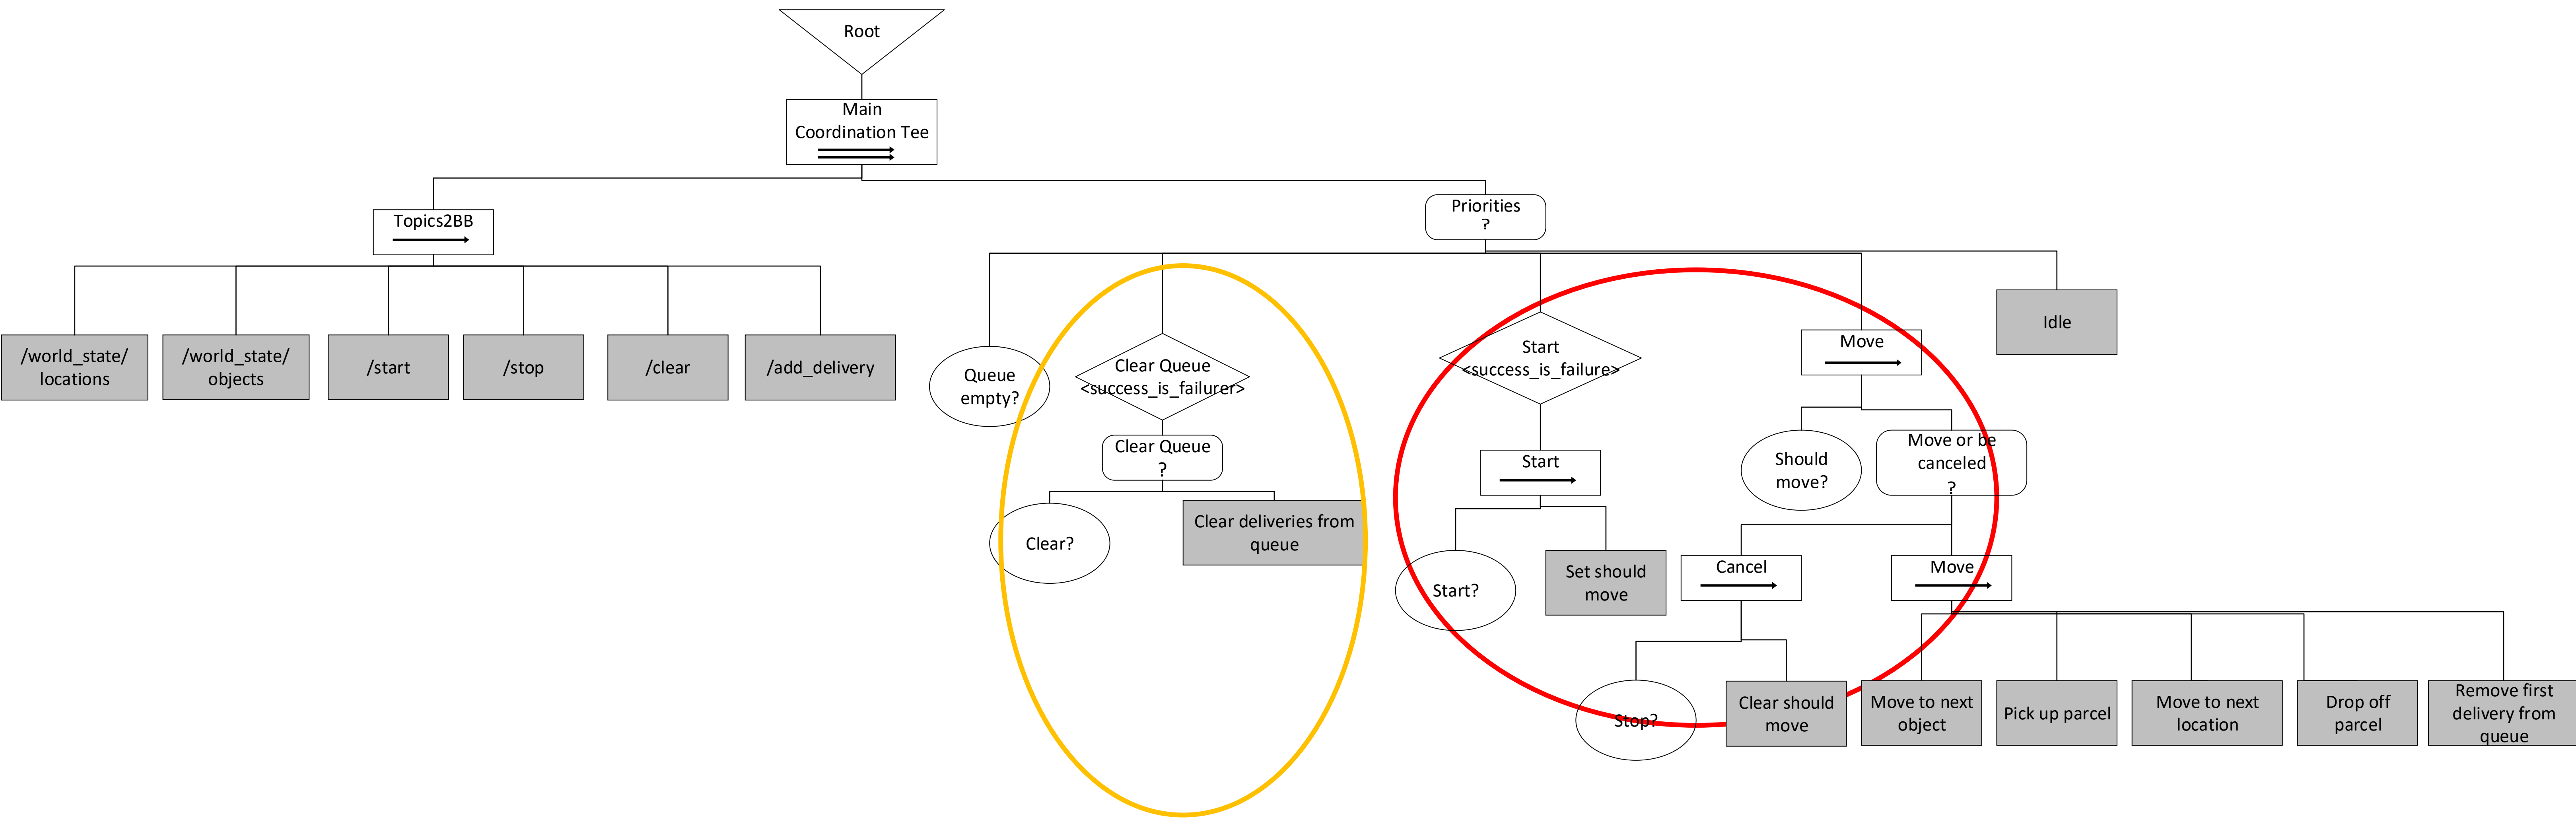 Root
Main
Coordination Tee
Topics2BB
Priorities
?
/world_state/
locations
/world_state/
objects
/start
/stop
/clear
/add_delivery
Queue
empty?
Clear Queue
<success_is_failurer>
Clear Queue
?
Clear?
Clear deliveries from
queue
Start
<success_is_failure>
Start
Start?
Set should
move
Move
Should
move?
Move or be
canceled
?
Cancel
Stop?
Clear should
move
Move
Move to next
object
Pick up parcel
Move to next
location
Drop off
parcel
Remove first
delivery from
queue
Idle